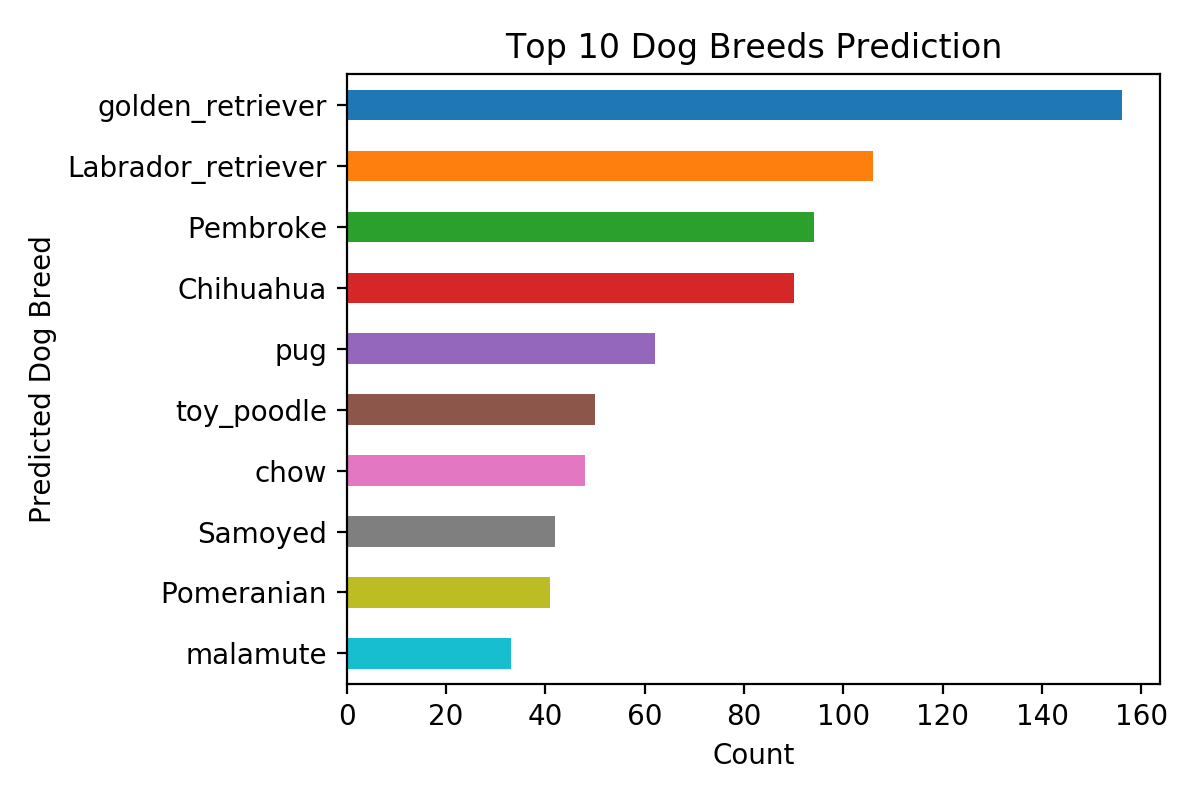 Top 10 Dog Breeds Prediction
Predicted Dog Breed
golden_retriever
Labrador_retriever
Pembroke
Chihuahua
pug
toy_poodle
chow
Samoyed
Pomeranian
malamute
0 20 40 60 80 100 120 140 160
Count